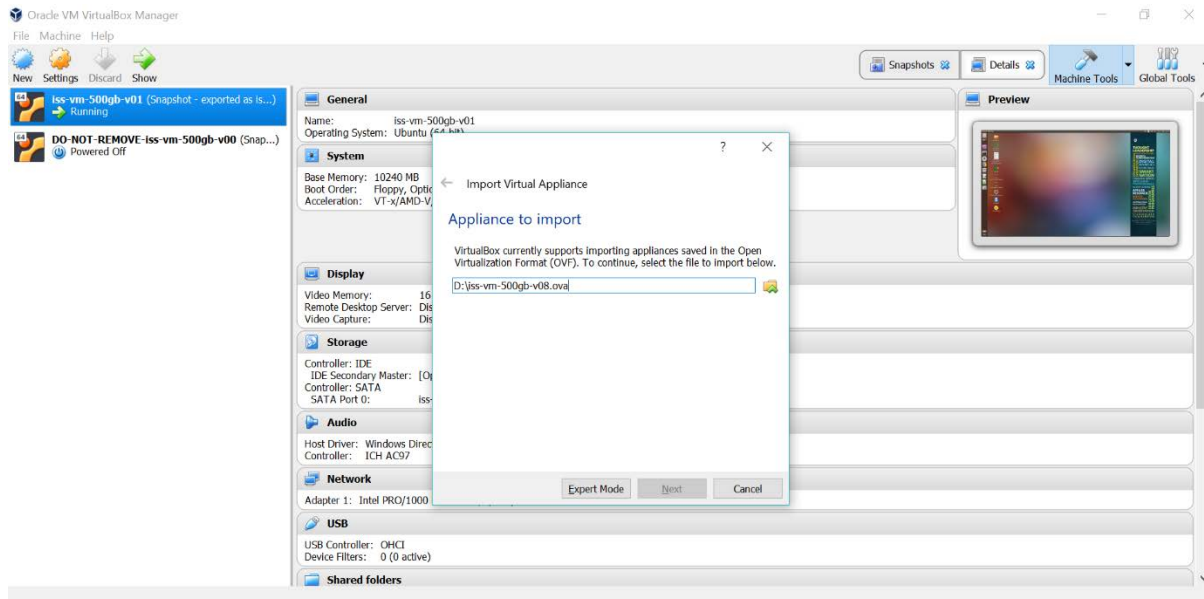 Oracle VM VirtualBox Manager
File Machine Help
New Settings Discard Show
Snapshots
Details
Machine Tools
Global Tools
64
iss-vm-500gb-v01 (Snapshot - exported as is...)
Running
64
DO-NOT-REMOVE-iss-vm-500gb-v00 (Snap...)
Powered Off
General
Name: iss-vm-500gb-v01
Operating System: Ubuntu (64 bit)
System
Base Memory: 10240 MB
Boot Order: Floppy, Optic
Acceleration: VT-x/AMD-V,
Display
Video Memory: 16
Remote Desktop Server: Dis
Video Capture: Dis
Storage
Controller: IDE
IDE Secondary Master: [Op
Controller: SATA
SATA Port 0: iss-
Audio
Host Driver: Windows Direc
Controller: ICH AC97
Network
Adapter 1: Intel PRO/1000
USB
USB Controller: OHCI
Device Filters: 0 (0 active)
Shared folders
Preview
?
Import Virtual Appliance
Appliance to import
VirtualBox currently supports importing appliances saved in the Open
Virtualization Format (OVF). To continue, select the file to import below.
D:\iss-vm-500gb-v08.ova
Expert Mode Next Cancel